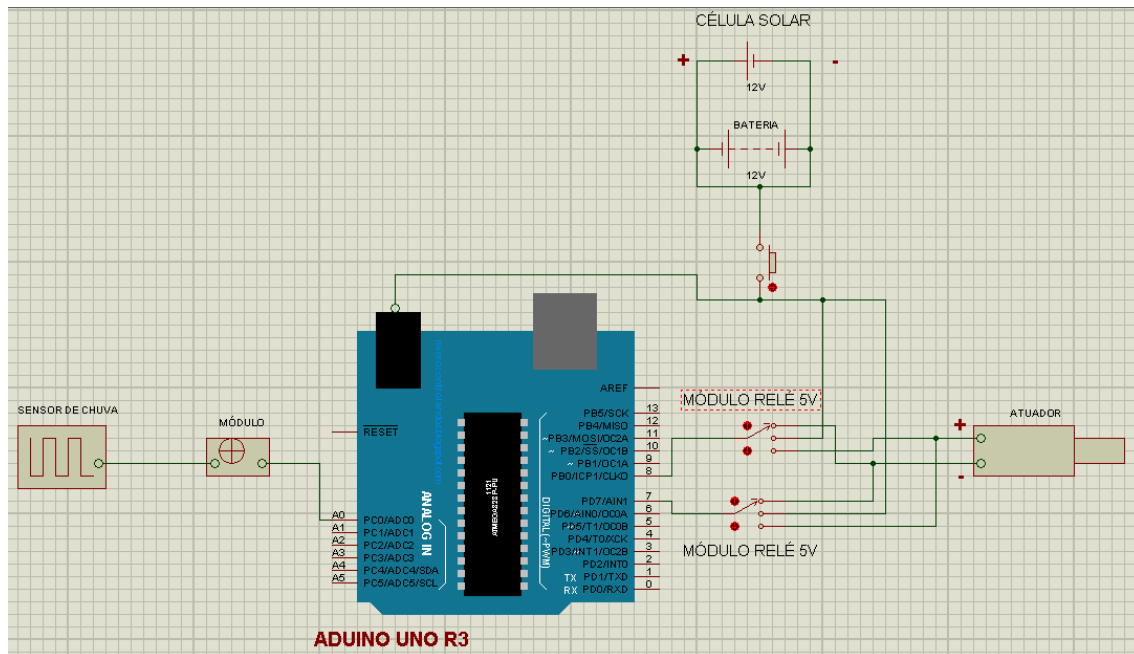 CÉLULA SOLAR
+ -
12V
BATERIA
12V
SENSOR DE CHUVA
MÓDULO
RESET
AREF
PB5/SCK 13
PB4/MISO 12
~PB3/MOSI/OC2A 11
~ PB2/SS/OC1B 10
~ PB1/OC1A 9
PB0/ICP1/CLKO 8
PD7/AIN1 7
~PD6/AIN0/OC0A 6
~PD5/T1/OC0B 5
PD4/T0/XCK 4
~PD3/INT1/OC2B 3
PD2/INT0 2
TX PD1/TXD 1
RX PD0/RXD 0
A0 PC0/ADC0
A1 PC1/ADC1
A2 PC2/ADC2
A3 PC3/ADC3
A4 PC4/ADC4/SDA
A5 PC5/ADC5/SCL
ANALOG IN
1121
DIGITAL (~PWM)
MÓDULO RELÉ 5V
MÓDULO RELÉ 5V
ATUADOR
+
-
ADUINO UNO R3